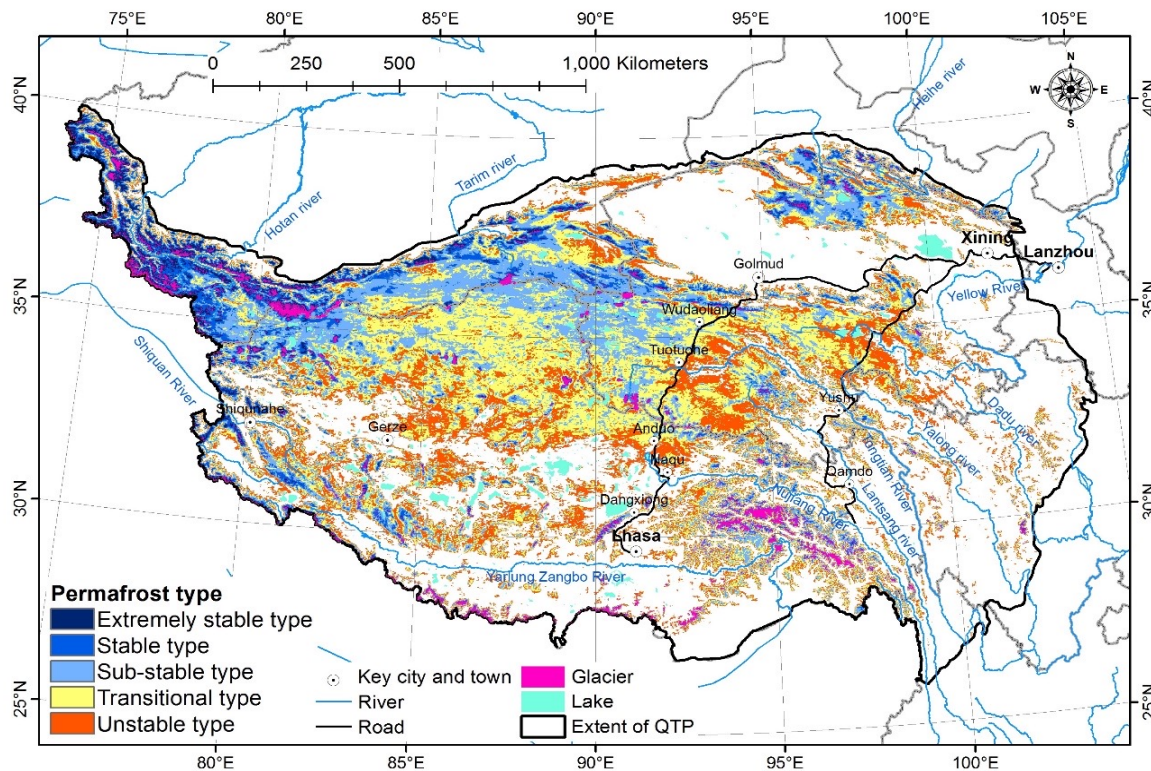 75°E 80°E 85°E 90°E 95°E 100°E 105°E
0 250 500 1,000 Kilometers
N
W E
S
40°N 40°N
Heihe river
Tarim river
Hotan river
Xining
Lanzhou
Golmud
35°N 35°N
Yellow River
Wudaoliang
Shiquan River
Tuotuohe
Yushu
Dadu river
Shiqunahe
Gerze
Anduo
Yalong river
Naqu
Qamdo
30°N 30°N
Dangxiong
Nujiang River
Lantsang river
Lhasa
Yarlung Zangbo River
Permafrost type
Extremely stable type
Stable type
Sub-stable type
Transitional type
Unstable type
Key city and town
River
Road
Glacier
Lake
Extent of QTP
25°N 25°N
80°E 85°E 90°E 95°E 100°E